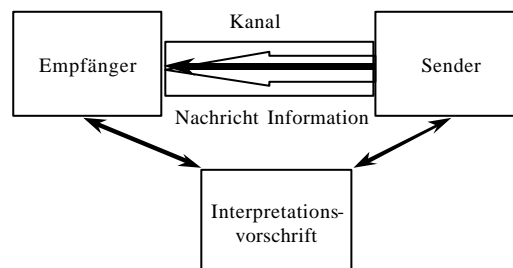 Kanal
Empfänger
Sender
Nachricht Information
Interpretations-
vorschrift